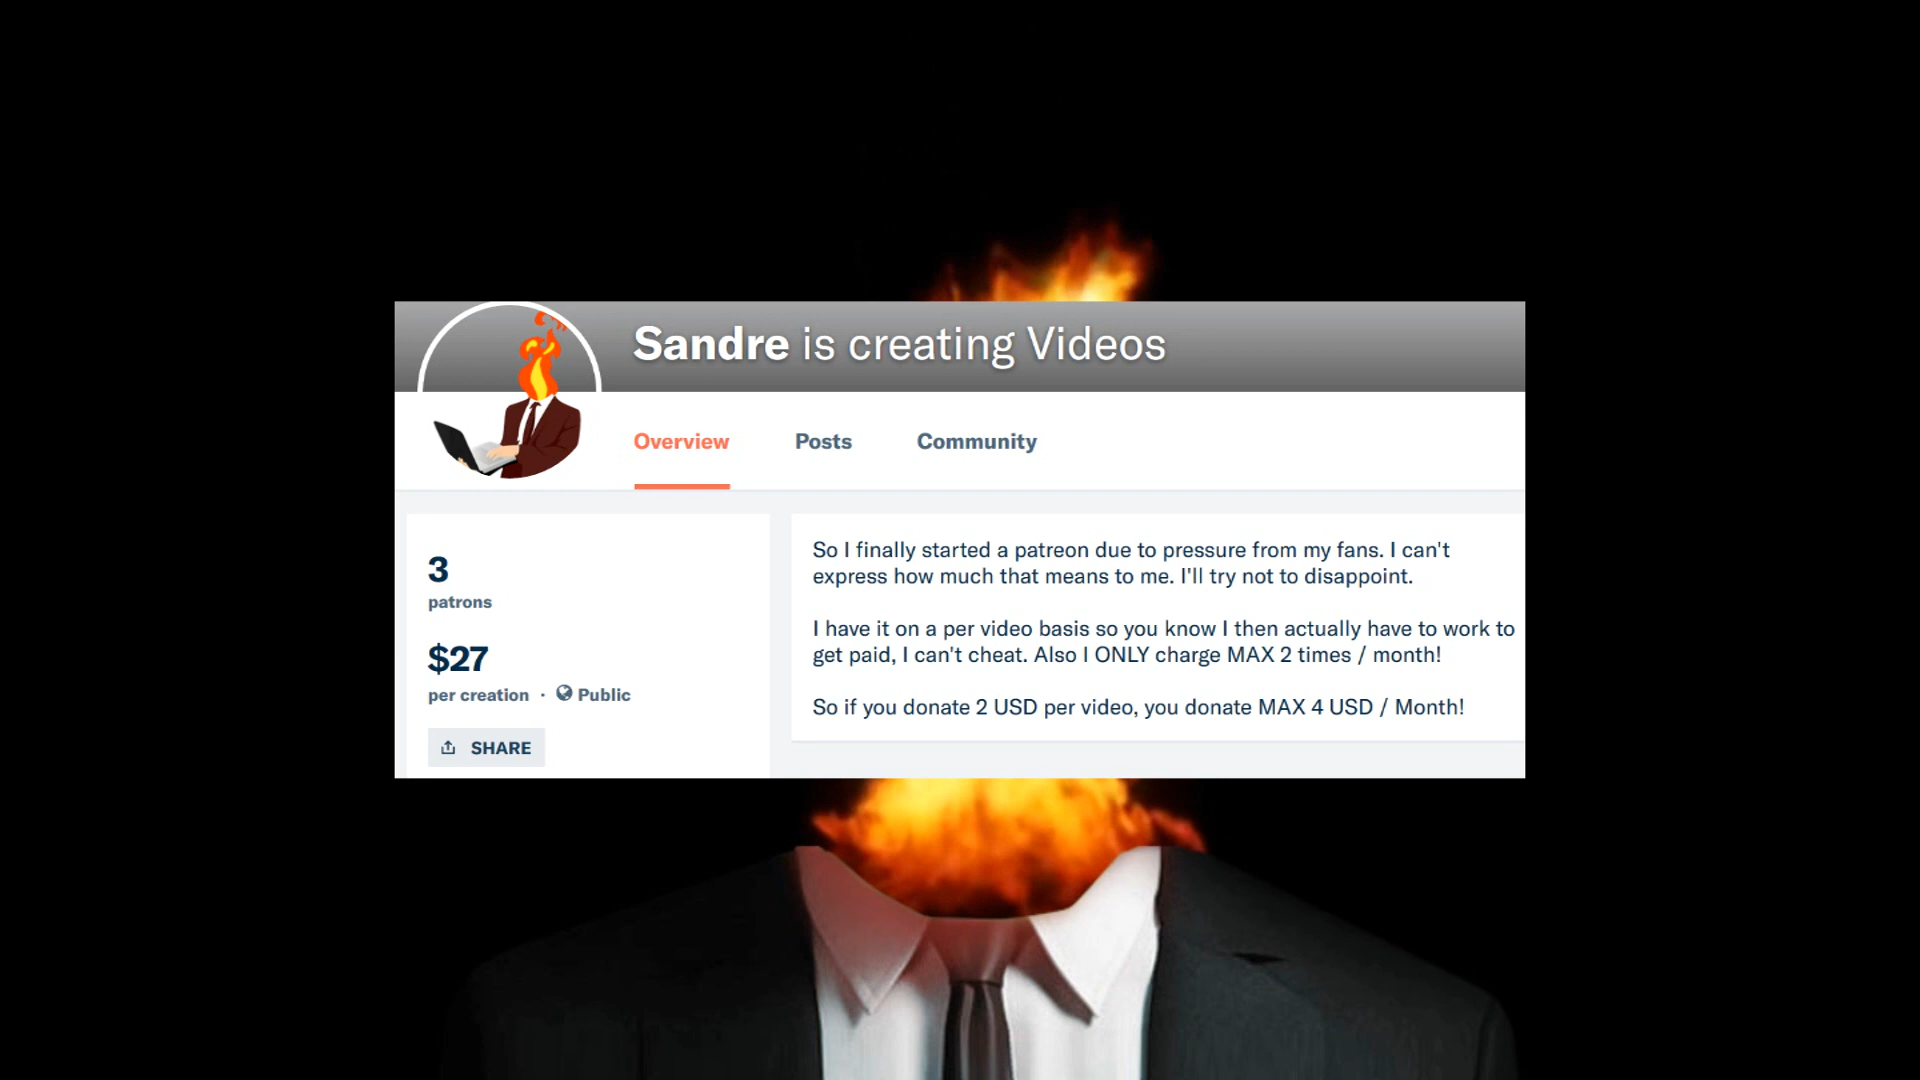 Sandre is creating Videos
Overview Posts Community
3
patrons
$27
per creation · Public
SHARE
So I finally started a patreon due to pressure from my fans. I can't
express how much that means to me. I'll try not to disappoint.
I have it on a per video basis so you know I then actually have to work to
get paid, I can't cheat. Also I ONLY charge MAX 2 times / month!
So if you donate 2 USD per video, you donate MAX 4 USD / Month!